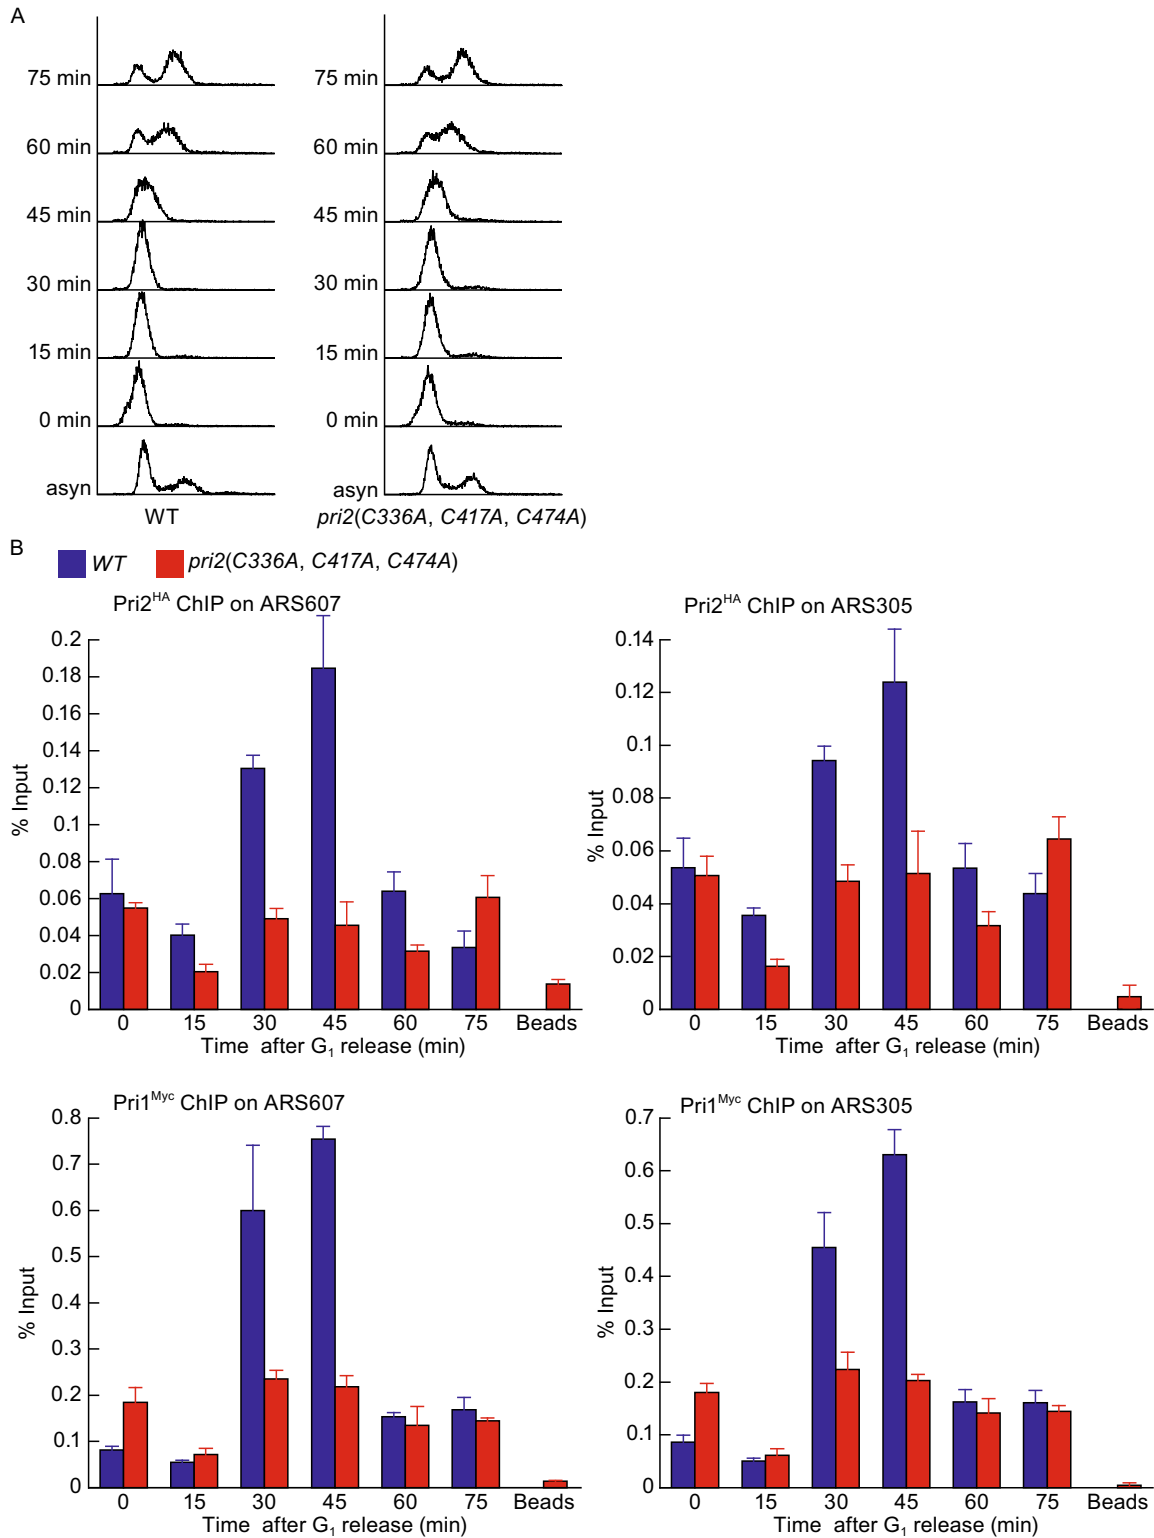 A
75 min
75 min
60 min
60 min
45 min
45 min
30 min
30 min
15 min
15 min
0 min
0 min
asyn
asyn
WT
pri2(C336A, C417A, C474A)
B
WT
pri2(C336A, C417A, C474A)
Pri2HA ChIP on ARS607
% Input
0.2
0.18
0.16
0.14
0.12
0.1
0.08
0.06
0.04
0.02
0
0 15 30 45 60 75 Beads
Time after G1 release (min)
Pri2HA ChIP on ARS305
% Input
0.14
0.12
0.1
0.08
0.06
0.04
0.02
0
0 15 30 45 60 75 Beads
Time after G1 release (min)
Pri1Myc ChIP on ARS607
% Input
0.8
0.7
0.6
0.5
0.4
0.3
0.2
0.1
0
0 15 30 45 60 75 Beads
Time after G1 release (min)
Pri1Myc ChIP on ARS305
% Input
0.7
0.6
0.5
0.4
0.3
0.2
0.1
0
0 15 30 45 60 75 Beads
Time after G1 release (min)